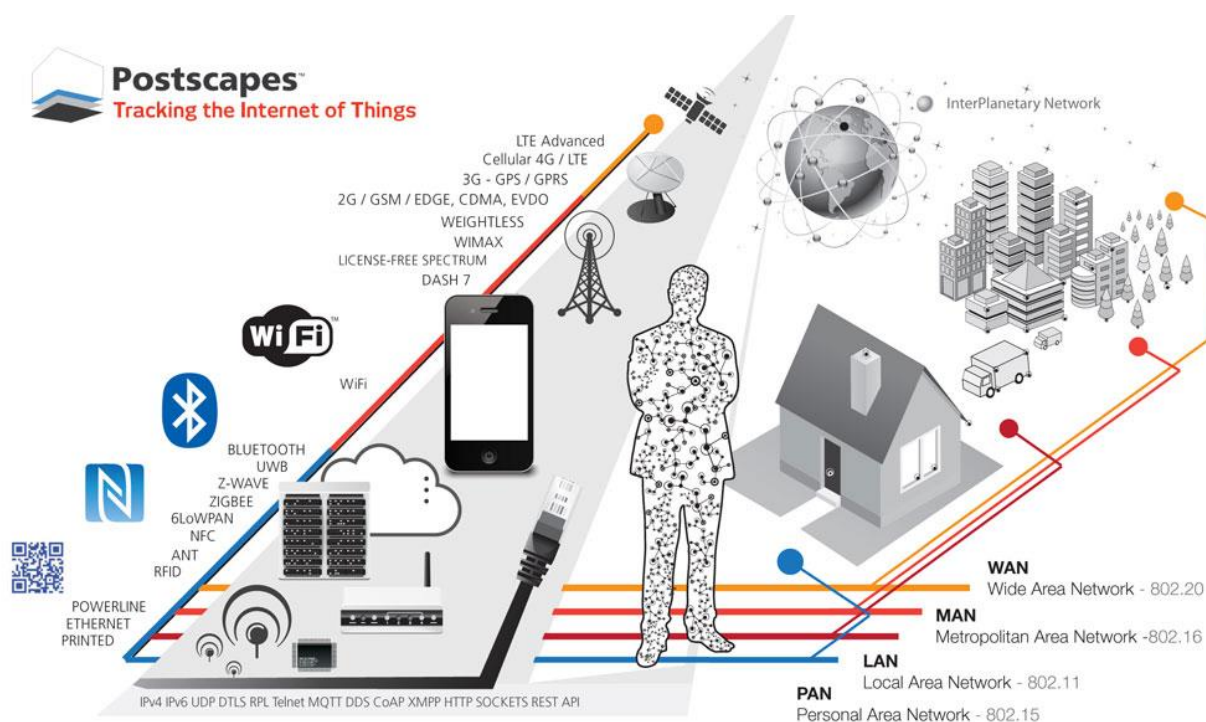 Postscapes™
Tracking the Internet of Things
InterPlanetary Network
LTE Advanced
Cellular 4G / LTE
3G - GPS / GPRS
2G / GSM / EDGE, CDMA, EVDO
WEIGHTLESS
WIMAX
LICENSE-FREE SPECTRUM
DASH 7
WiFi™
WiFi
BLUETOOTH
UWB
Z-WAVE
ZIGBEE
6LoWPAN
NFC
ANT
RFID
POWERLINE
ETHERNET
PRINTED
WAN
Wide Area Network - 802.20
MAN
Metropolitan Area Network -802.16
LAN
Local Area Network - 802.11
PAN
Personal Area Network - 802.15
IPv4 IPv6 UDP DTLS RPL Telnet MQTT DDS CoAP XMPP HTTP SOCKETS REST API